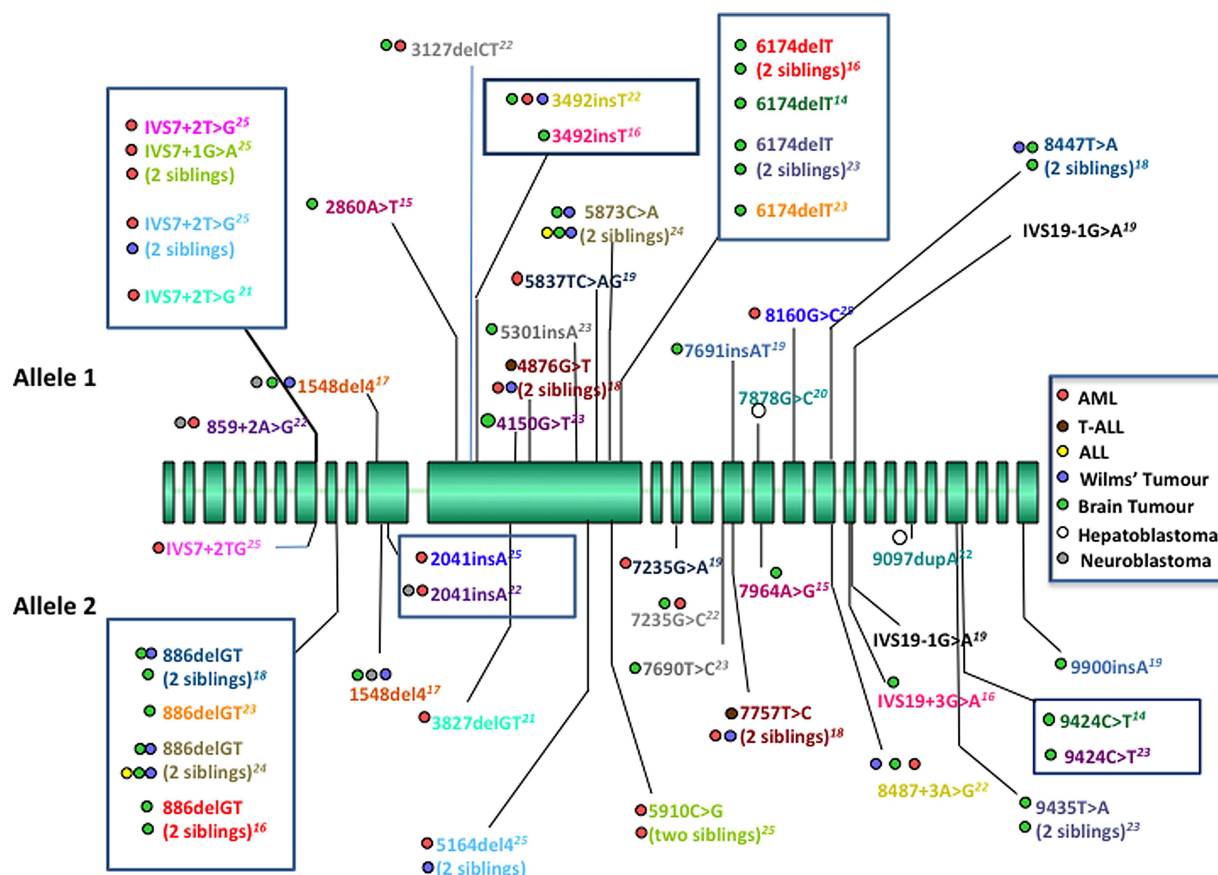 3127delCT22
6174delT
(2 siblings)16
6174delT14
6174delT
(2 siblings)23
6174delT23
3492insT22
3492insT16
IVS7+2T>G25
IVS7+1G>A25
(2 siblings)
IVS7+2T>G25
(2 siblings)
IVS7+2T>G21
8447T>A
(2 siblings)18
2860A>T15
5873C>A
(2 siblings)24
IVS19-1G>A19
5837TC>AG19
5301insA23
8160G>C25
7691insAT19
4876G>T
(2 siblings)18
7878G>C20
4150G>T23
1548del417
859+2A>G22
Allele 1
AML
T-ALL
ALL
Wilms' Tumour
Brain Tumour
Hepatoblastoma
Neuroblastoma
IVS7+2TG25
2041insA25
2041insA22
7235G>A19
7964A>G15
9097dupA22
Allele 2
7235G>C22
IVS19-1G>A19
886delGT
(2 siblings)18
886delGT23
886delGT
(2 siblings)24
886delGT
(2 siblings)16
1548del417
3827delGT21
7690T>C23
7757T>C
(2 siblings)18
IVS19+3G>A16
9900insA19
9424C>T14
9424C>T23
8487+3A>G22
5910C>G
(two siblings)25
9435T>A
(2 siblings)23
5164del425
(2 siblings)